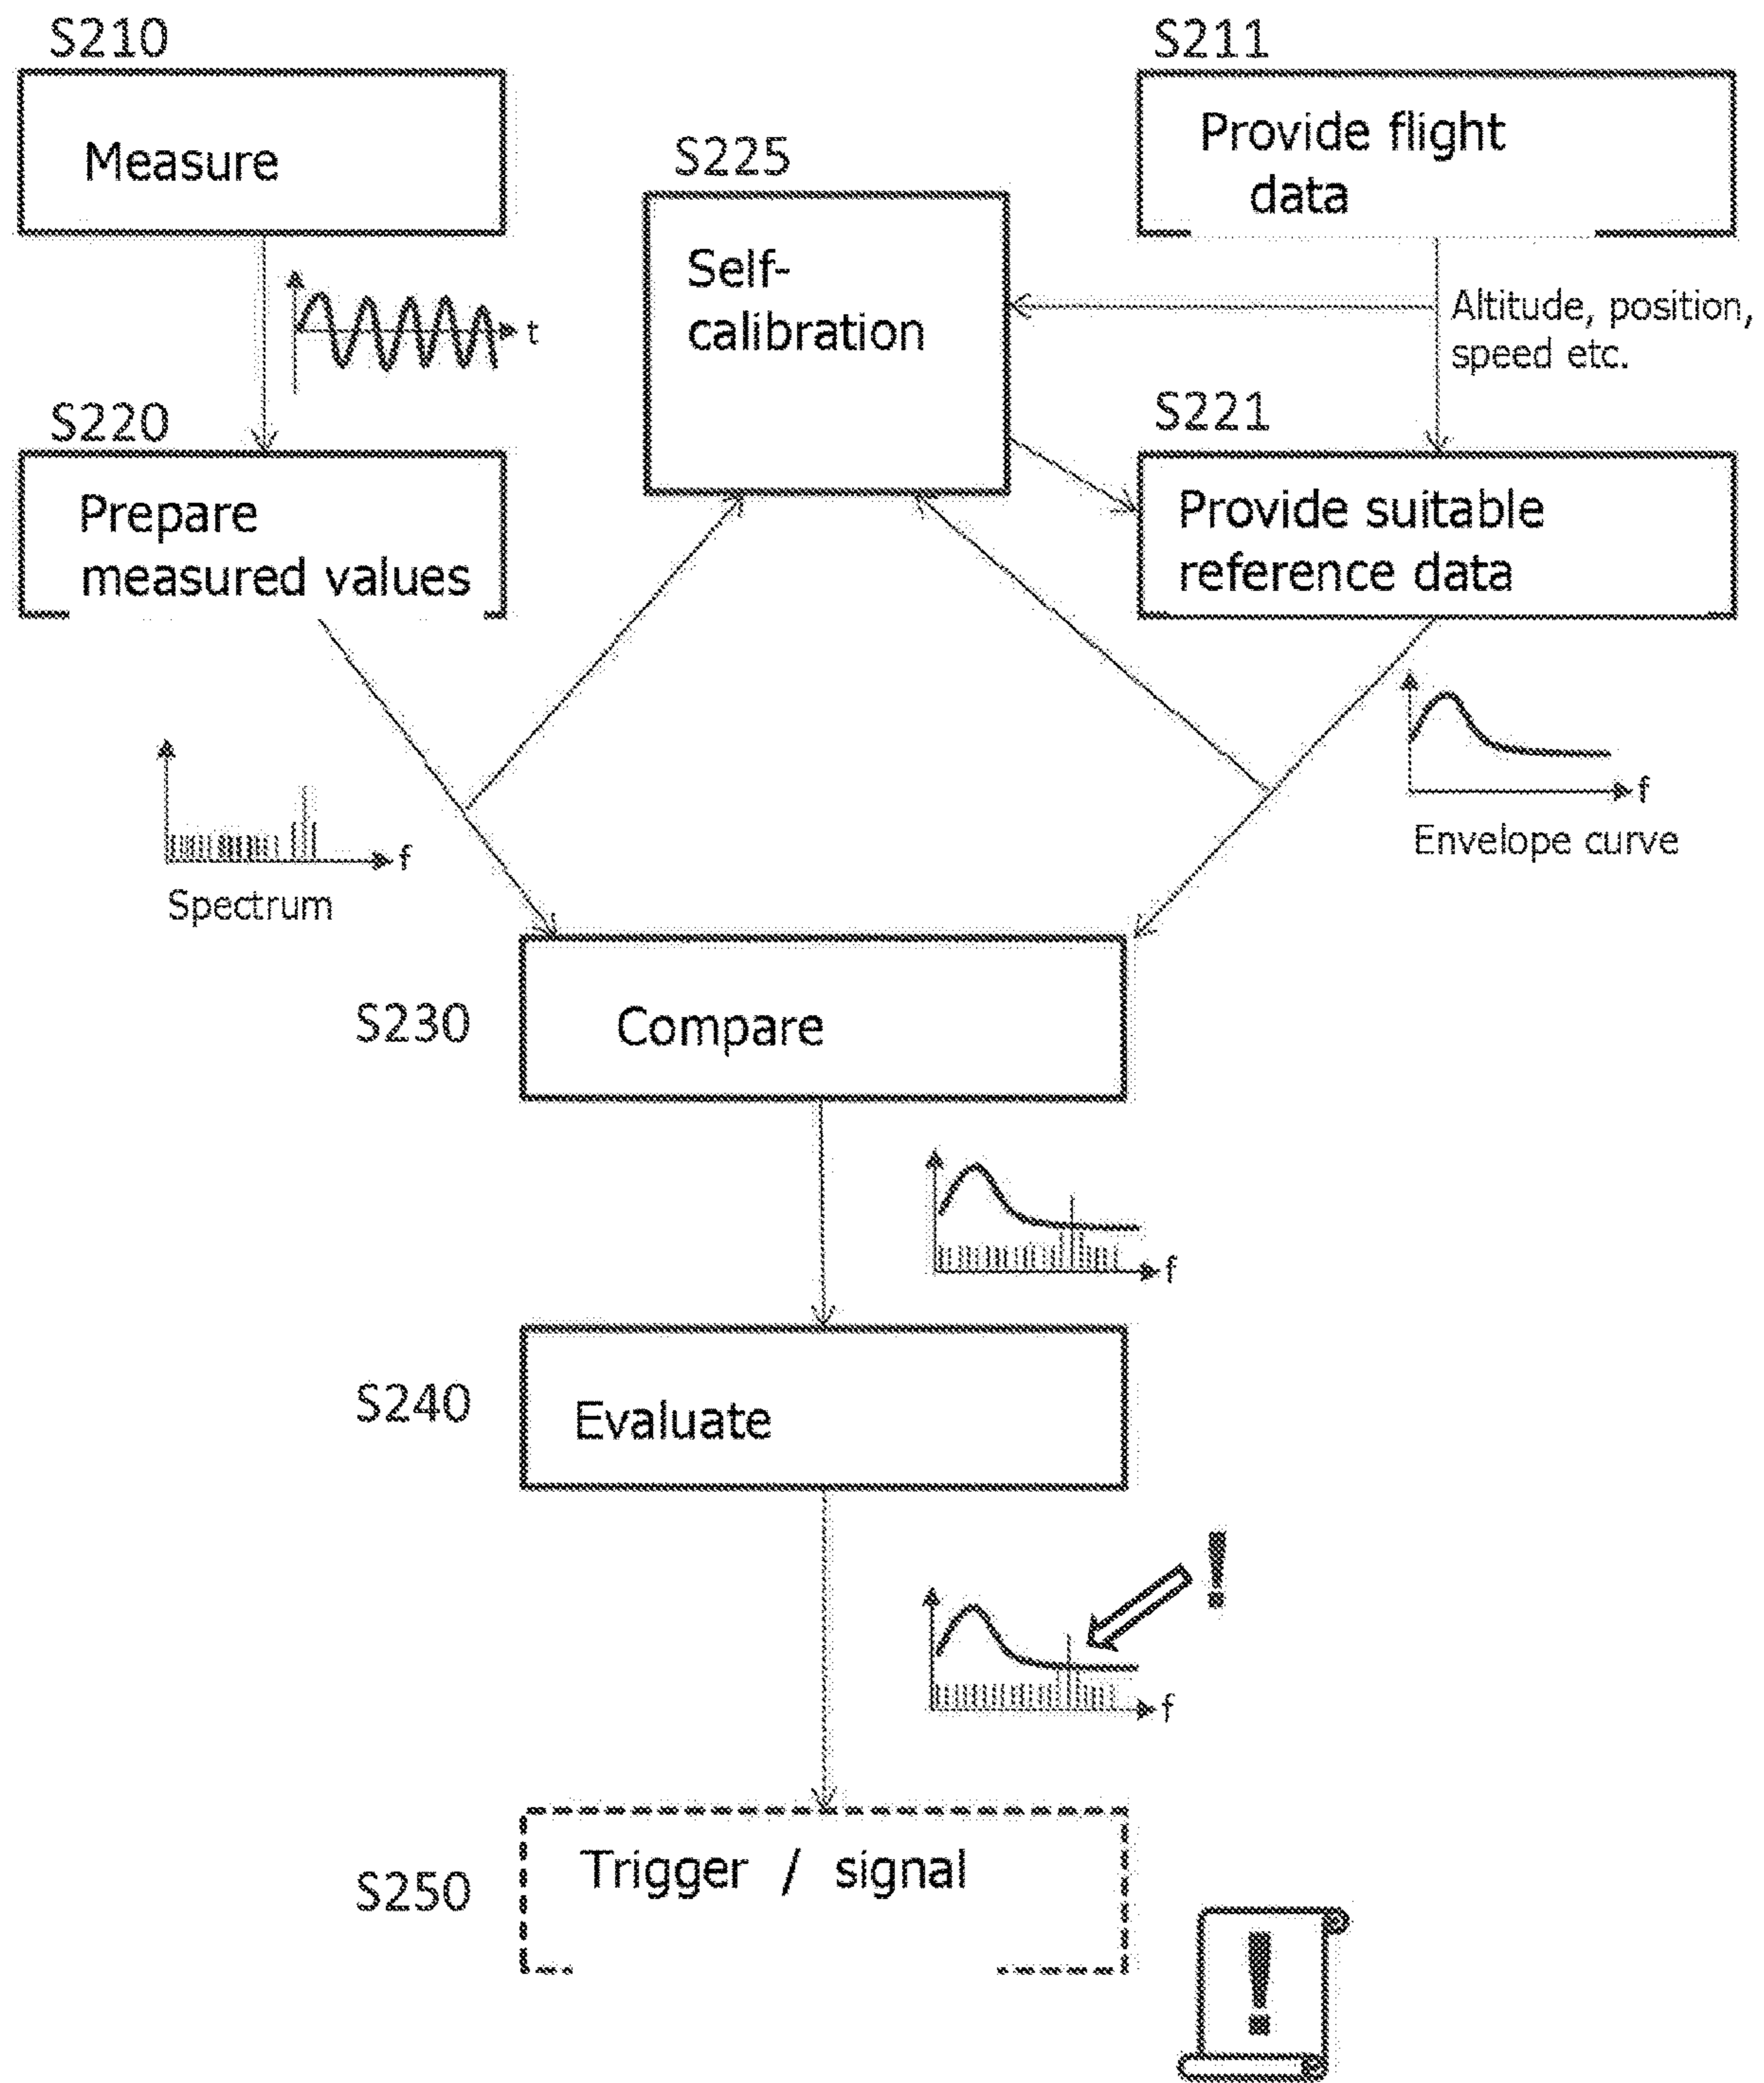 S210
Measure
S211
Provide flight
data
S225
Self-
calibration
Altitude, position,
speed etc.
t
S220
Prepare
measured values
S221
Provide suitable
reference data
f
Spectrum
f
Envelope curve
S230
Compare
f
S240
Evaluate
!
f
S250
Trigger / signal
!